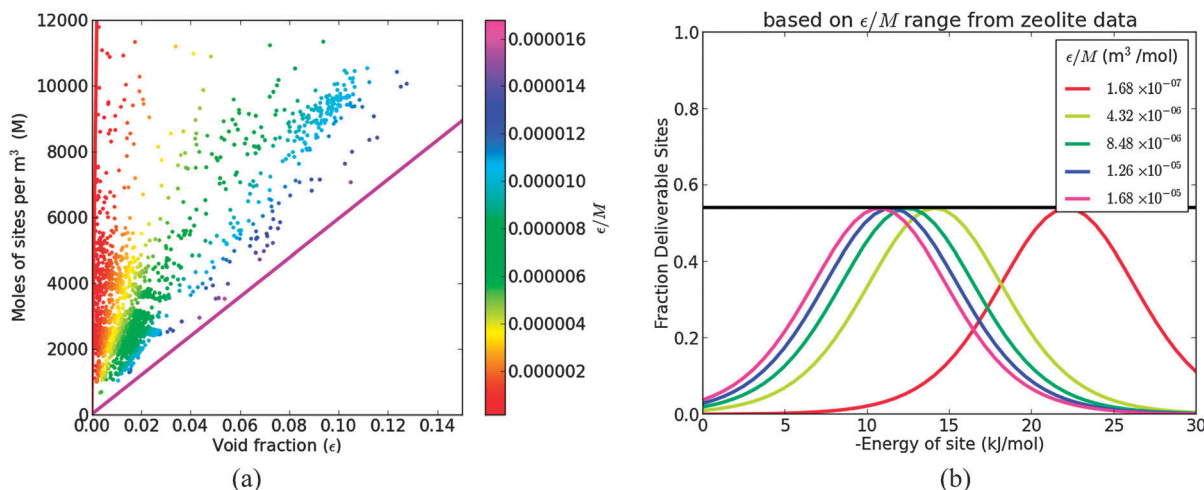 12000
10000
8000
6000
4000
2000
0
Moles of sites per m³ (M)
0.00 0.02 0.04 0.06 0.08 0.10 0.12 0.14
Void fraction (ϵ)
0.000016
0.000014
0.000012
0.000010
0.000008
0.000006
0.000004
0.000002
ϵ/M
(a)
based on ϵ/M range from zeolite data
1.0
0.8
0.6
0.4
0.2
0.0
Fraction Deliverable Sites
ϵ/M (m³ /mol)
1.68 ×10⁻⁰⁷
4.32 ×10⁻⁰⁶
8.48 ×10⁻⁰⁶
1.26 ×10⁻⁰⁵
1.68 ×10⁻⁰⁵
0 5 10 15 20 25 30
-Energy of site (kJ/mol)
(b)